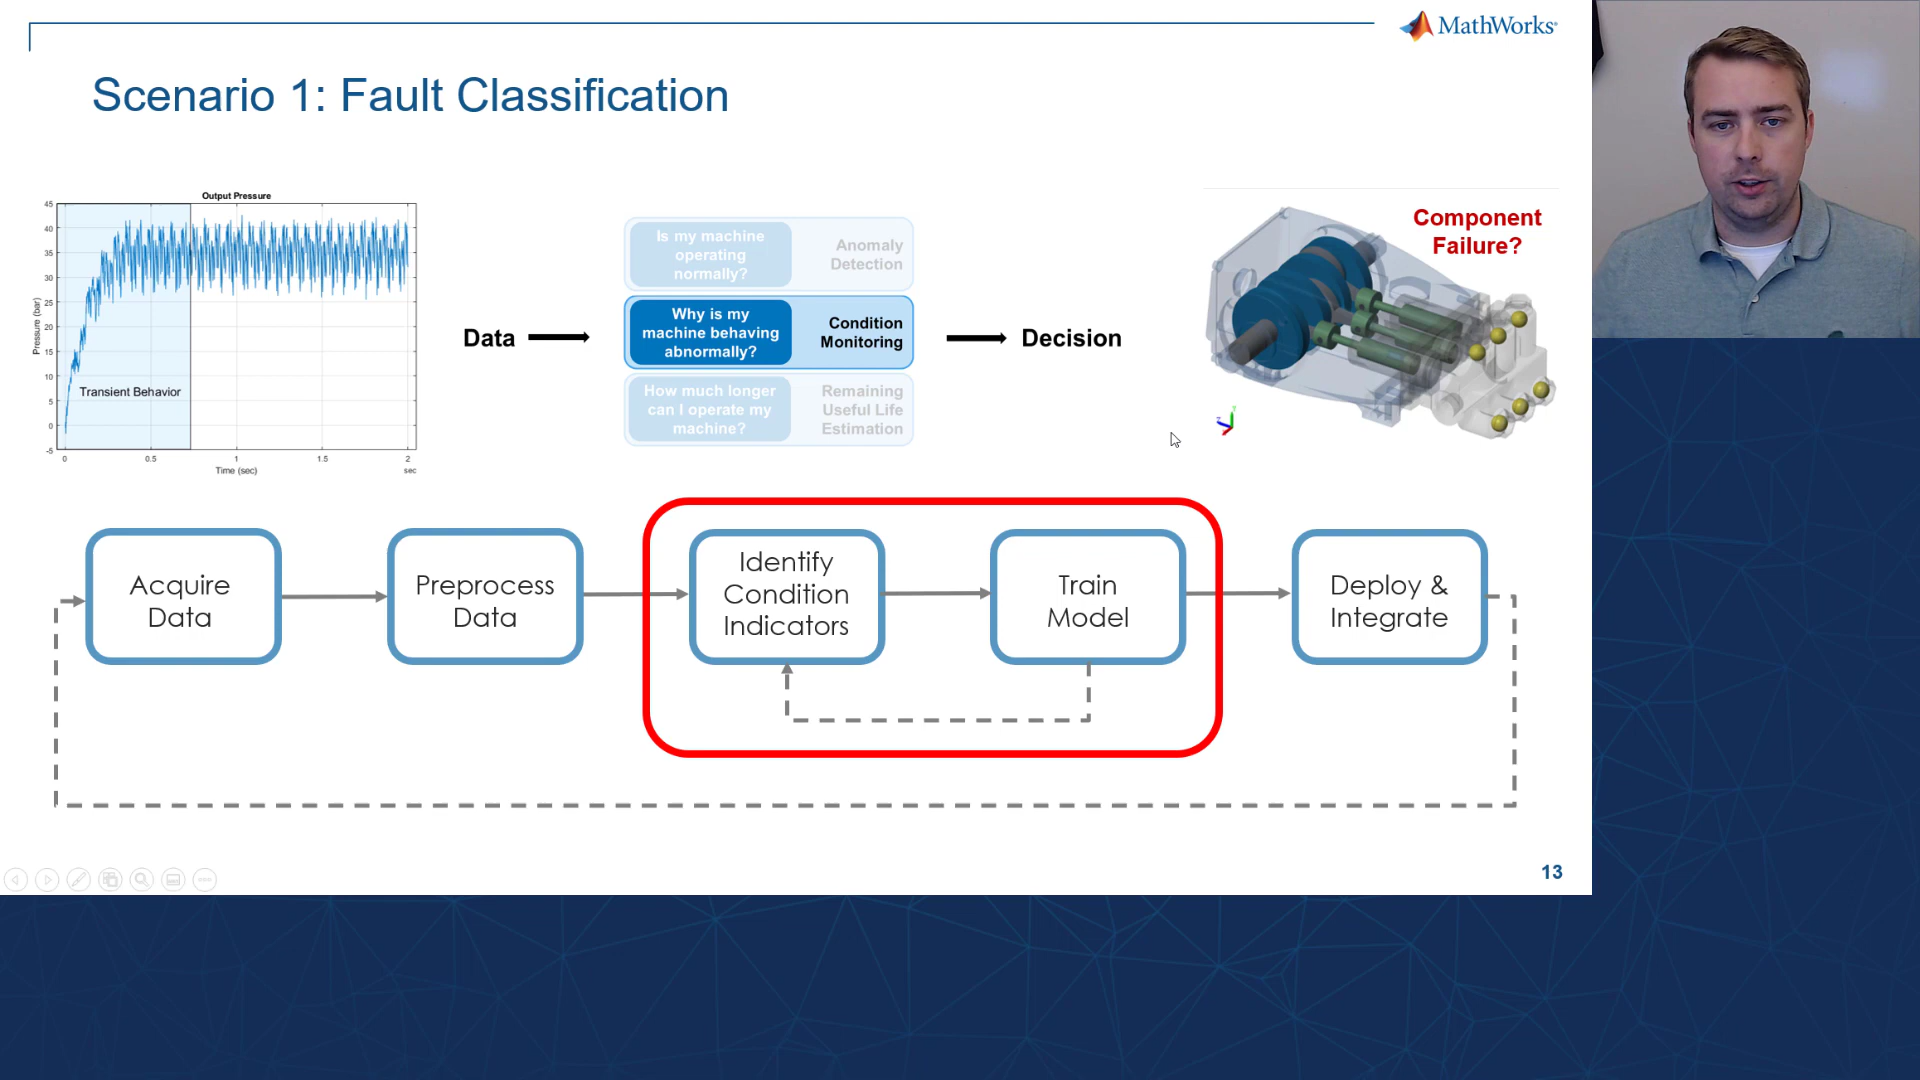 MathWorks®
Scenario 1: Fault Classification
Output Pressure
45
40
35
30
25
20
15
10
5
0
-5
Pressure (bar)
Transient Behavior
0
0.5
1
1.5
2
Time (sec)
sec
Data
Is my machine
operating
normally?
Anomaly
Detection
Why is my
machine behaving
abnormally?
Condition
Monitoring
How much longer
can I operate my
machine?
Remaining
Useful Life
Estimation
Decision
Component
Failure?
Acquire
Data
Preprocess
Data
Identify
Condition
Indicators
Train
Model
Deploy &
Integrate
13